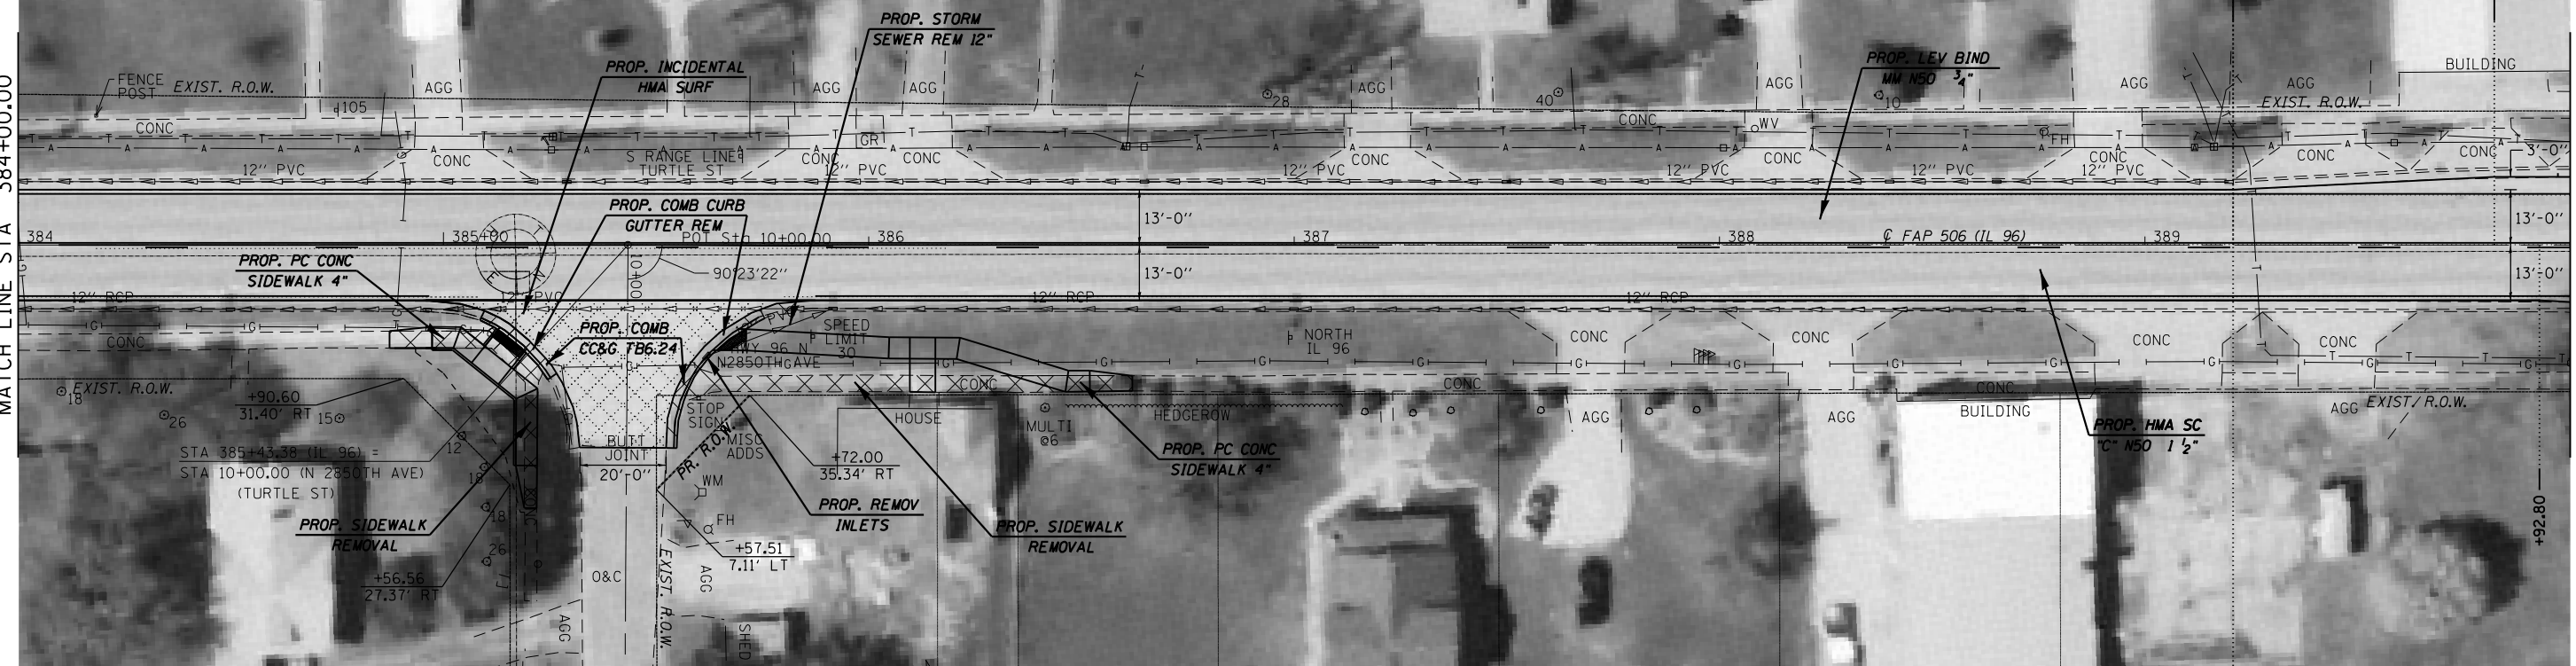 MATCH LINE STA 384+00.00
PROP. STORM
SEWER REM 12"
PROP. INCIDENTAL
HMA SURF
PROP. LEV BIND
MM N50 3/4"
FENCE
POST
EXIST. R.O.W.
AGG
AGG
AGG
AGG
AGG
AGG
AGG
BUILDING
105
28
40
10
EXIST. R.O.W.
CONC
CONC
WV
FH
GR
CONC
CONC
CONC
CONC
CONC
CONC
CONC
CONC
3'-0"
S RANGE LINE
TURTLE ST
12" PVC
12" PVC
12" PVC
12" PVC
12" PVC
12" PVC
PROP. COMB CURB
GUTTER REM
13'-0"
13'-0"
384
385+00
POT Sta 10+00.00
386
387
388
℄ FAP 506 (IL 96)
389
PROP. PC CONC
SIDEWALK 4"
10+00
90°23'22"
13'-0"
13'-0"
12" RCP
12" PVC
12" RCP
12" RCP
PROP. COMB
CC&G TB6.24
PVC
SPEED
LIMIT
30
HWY 96 N
N2850THGAVE
NORTH
IL 96
CONC
CONC
CONC
CONC
CONC
CONC
CONC
CONC
18
EXIST. R.O.W.
+90.60
31.40' RT
26
15
12
STOP
SIGN
MISC
ADDS
HOUSE
MULTI
@6
HEDGEROW
AGG
AGG
BUILDING
AGG
EXIST/ R.O.W.
PROP. HMA SC
"C" N50 1 1/2"
STA 385+43.38 (IL 96) =
STA 10+00.00 (N 2850TH AVE)
(TURTLE ST)
BUTT
JOINT
20'-0"
PR. R.O.W.
+72.00
35.34' RT
PROP. PC CONC
SIDEWALK 4"
18
WM
PROP. REMOV
INLETS
PROP. SIDEWALK
REMOVAL
PROP. SIDEWALK
REMOVAL
18
CONC
FH
+57.51
7.11' LT
26
+56.56
27.37' RT
O&C
EXIST. R.O.W.
AGG
AGG
SHED
+92.80